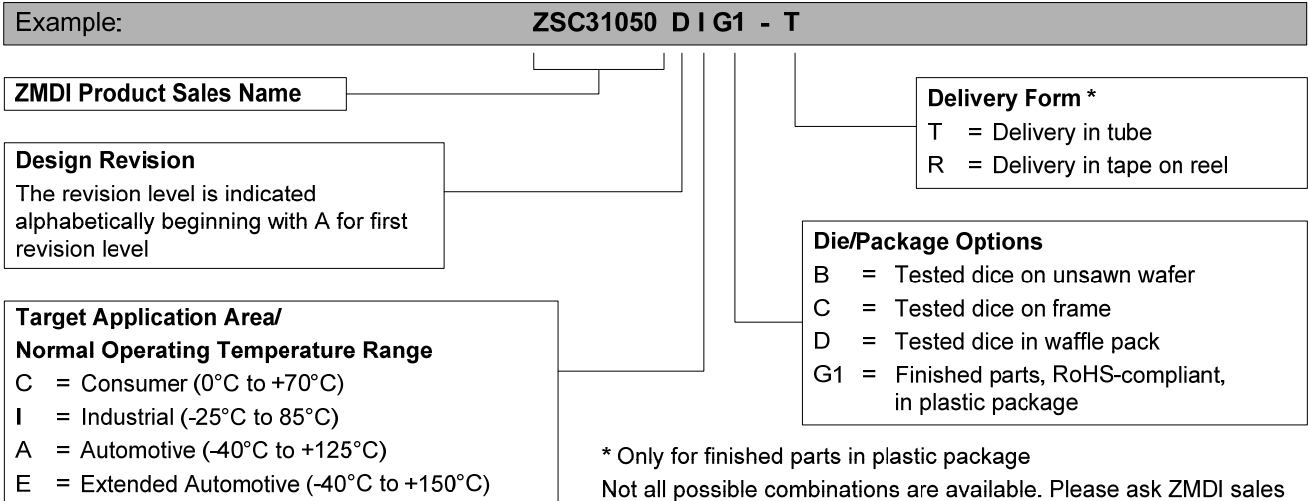 Example: ZSC31050 D I G1 - T
ZMDI Product Sales Name
Design Revision
The revision level is indicated
alphabetically beginning with A for first
revision level
Target Application Area/
Normal Operating Temperature Range
C = Consumer (0°C to +70°C)
I = Industrial (-25°C to 85°C)
A = Automotive (-40°C to +125°C)
E = Extended Automotive (-40°C to +150°C)
Delivery Form *
T = Delivery in tube
R = Delivery in tape on reel
Die/Package Options
B = Tested dice on unsawn wafer
C = Tested dice on frame
D = Tested dice in waffle pack
G1 = Finished parts, RoHS-compliant,
in plastic package
* Only for finished parts in plastic package
Not all possible combinations are available. Please ask ZMDI sales